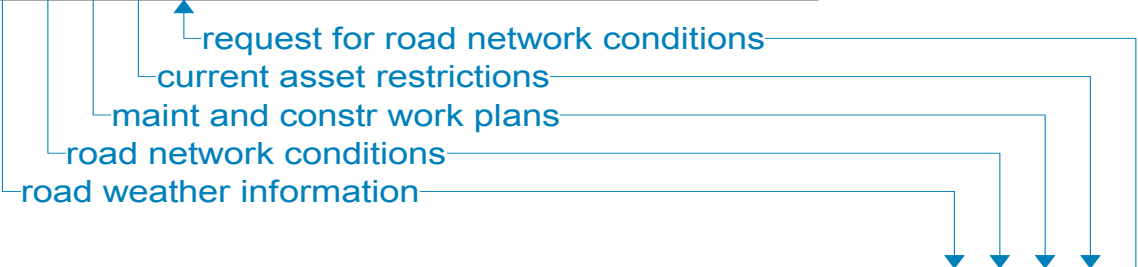 request for road network conditions
current asset restrictions
maint and constr work plans
road network conditions
road weather information